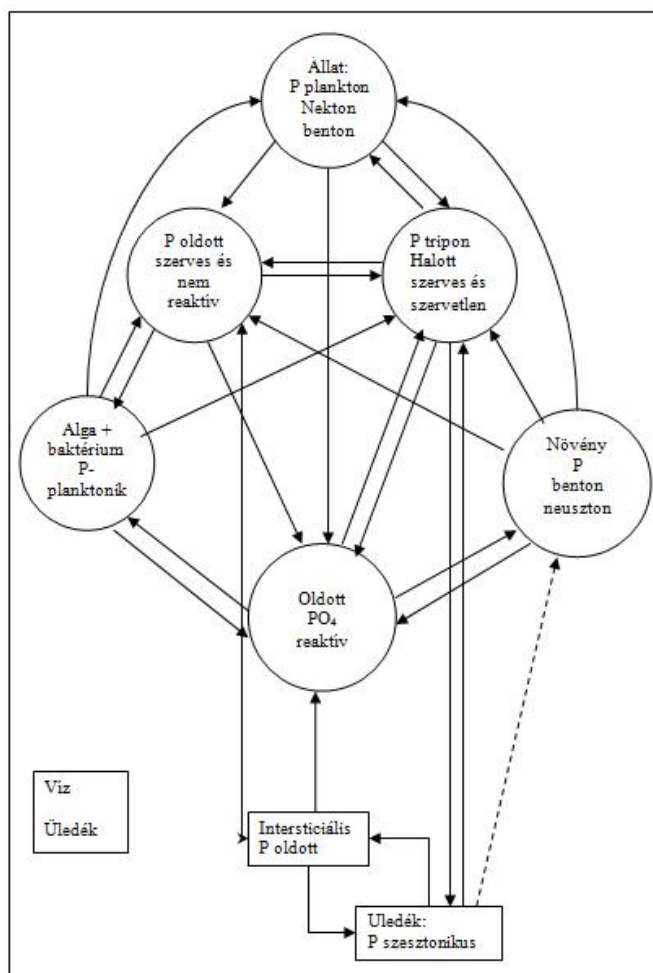 Állat:
P plankton
Nekton
benton
P oldott
szerves és
nem
reaktív
P tripon
Halott
szerves és
szervetlen
Alga +
baktérium
P-
planktonik
Növény
P
benton
neuszton
Oldott
PO₄
reaktív
Víz
Üledék
Intersticiális
P oldott
Uledék:
P szesztonikus